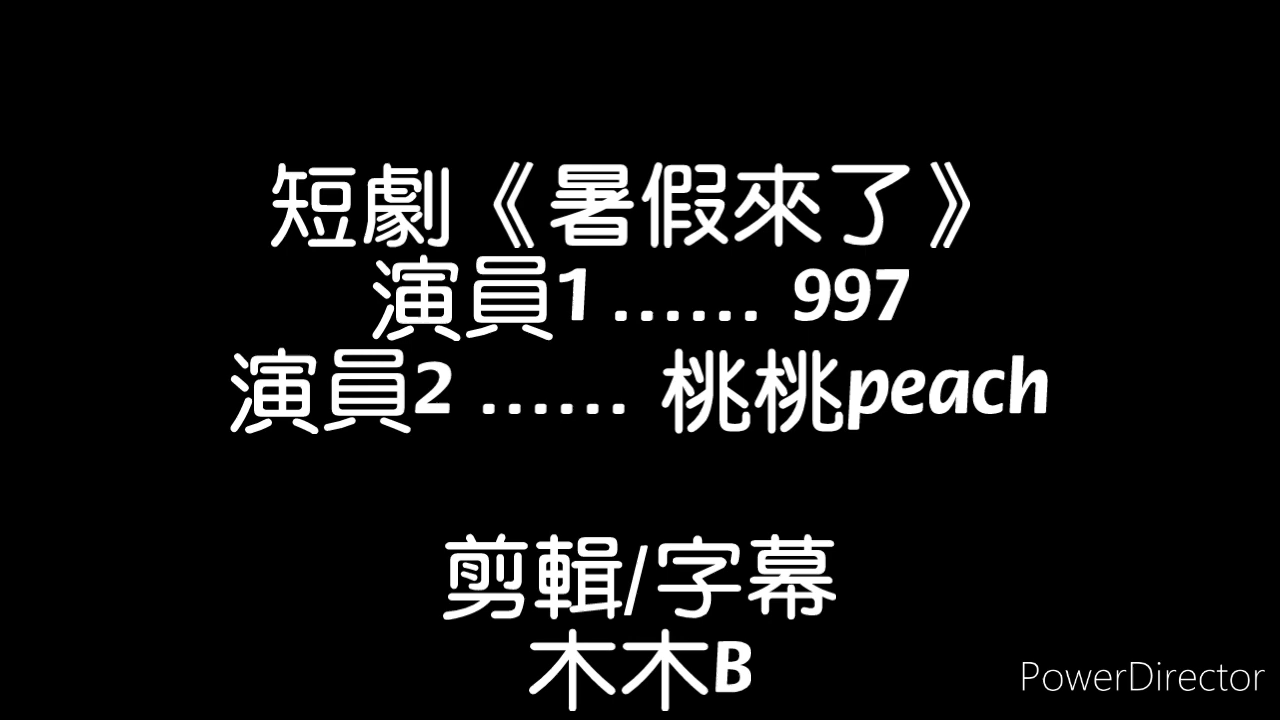 短劇《暑假來了》
演員1 …… 997
演員2 …… 桃桃peach
剪輯/字幕
木木B
PowerDirector